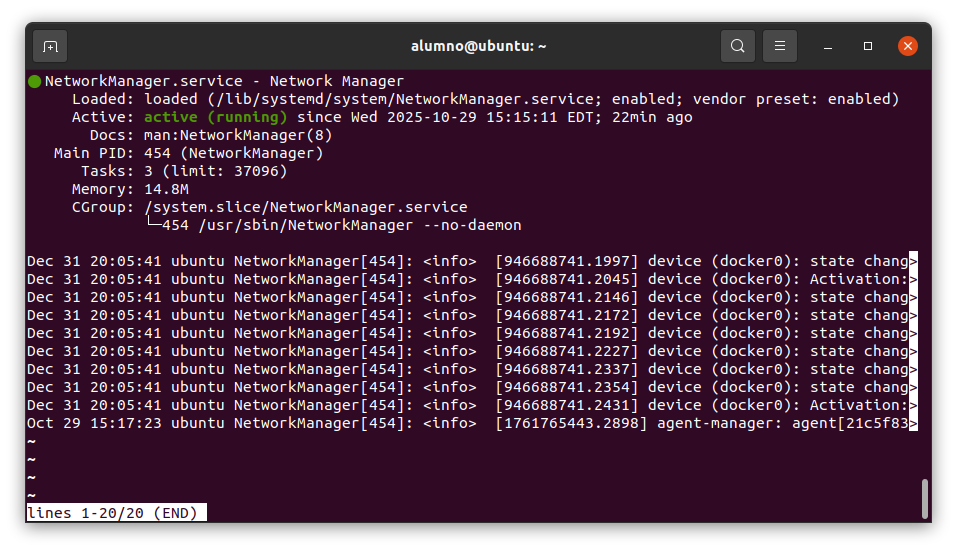 alumno@ubuntu: ~
NetworkManager.service - Network Manager
Loaded: loaded (/lib/systemd/system/NetworkManager.service; enabled; vendor preset: enabled)
Active: active (running) since Wed 2025-10-29 15:15:11 EDT; 22min ago
Docs: man:NetworkManager(8)
Main PID: 454 (NetworkManager)
Tasks: 3 (limit: 37096)
Memory: 14.8M
CGroup: /system.slice/NetworkManager.service
└─454 /usr/sbin/NetworkManager --no-daemon
Dec 31 20:05:41 ubuntu NetworkManager[454]: <info>  [946688741.1997] device (docker0): state chang>
Dec 31 20:05:41 ubuntu NetworkManager[454]: <info>  [946688741.2045] device (docker0): Activation:>
Dec 31 20:05:41 ubuntu NetworkManager[454]: <info>  [946688741.2146] device (docker0): state chang>
Dec 31 20:05:41 ubuntu NetworkManager[454]: <info>  [946688741.2172] device (docker0): state chang>
Dec 31 20:05:41 ubuntu NetworkManager[454]: <info>  [946688741.2192] device (docker0): state chang>
Dec 31 20:05:41 ubuntu NetworkManager[454]: <info>  [946688741.2227] device (docker0): state chang>
Dec 31 20:05:41 ubuntu NetworkManager[454]: <info>  [946688741.2337] device (docker0): state chang>
Dec 31 20:05:41 ubuntu NetworkManager[454]: <info>  [946688741.2354] device (docker0): state chang>
Dec 31 20:05:41 ubuntu NetworkManager[454]: <info>  [946688741.2431] device (docker0): Activation:>
Oct 29 15:17:23 ubuntu NetworkManager[454]: <info>  [1761765443.2898] agent-manager: agent[21c5f83>
~
~
~
~
lines 1-20/20 (END)